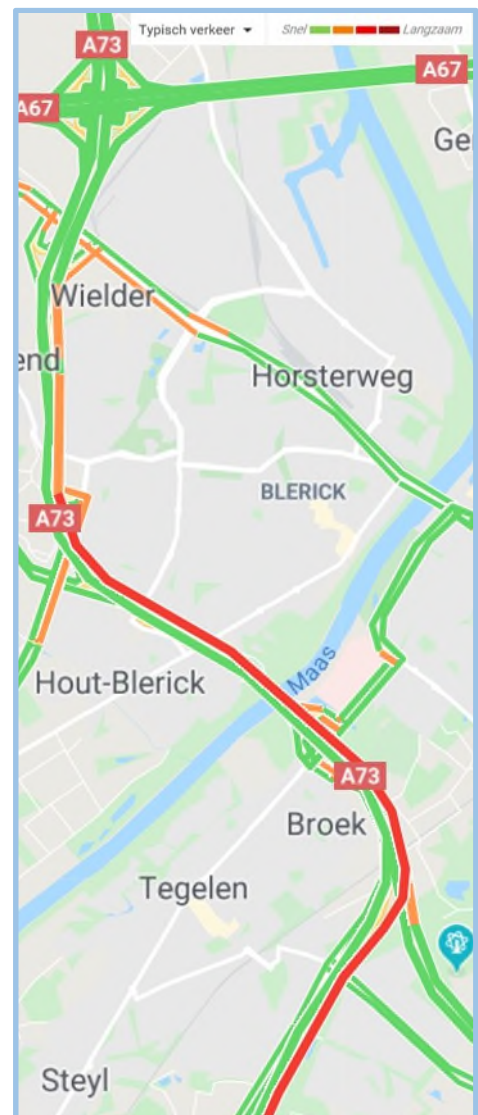 A73
Typisch verkeer
Snel
Langzaam
A67
A67
Ge
Wielder
end
Horsterweg
BLERICK
A73
Maas
Hout-Blerick
A73
Broek
Tegelen
Steyl